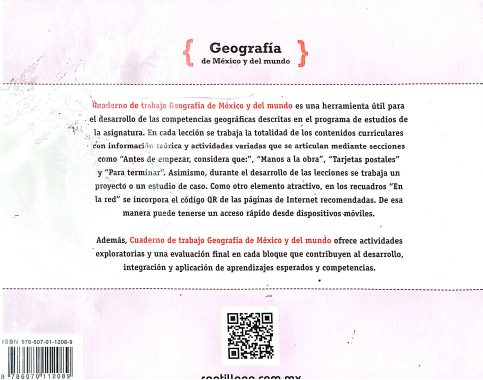 { Geografía }
de México y del mundo
Cuaderno de trabajo Geografía de México y del mundo es una herramienta útil para
el desarrollo de las competencias geográficas descritas en el programa de estudios de
la asignatura. En cada lección se trabaja la totalidad de los contenidos curriculares
con información teórica y actividades variadas que se articulan mediante secciones
como “Antes de empezar, considera que:”, “Manos a la obra”, “Tarjetas postales”
y “Para terminar”. Asimismo, durante el desarrollo de las lecciones se trabaja un
proyecto o un estudio de caso. Como otro elemento atractivo, en los recuadros “En
la red” se incorpora el código QR de las páginas de Internet recomendadas. De esa
manera puede tenerse un acceso rápido desde dispositivos móviles.
Además, Cuaderno de trabajo Geografía de México y del mundo ofrece actividades
exploratorias y una evaluación final en cada bloque que contribuyen al desarrollo,
integración y aplicación de aprendizajes esperados y competencias.
ISBN 978-607-01-1208-9
9 786070 112089
santillana.com.mx